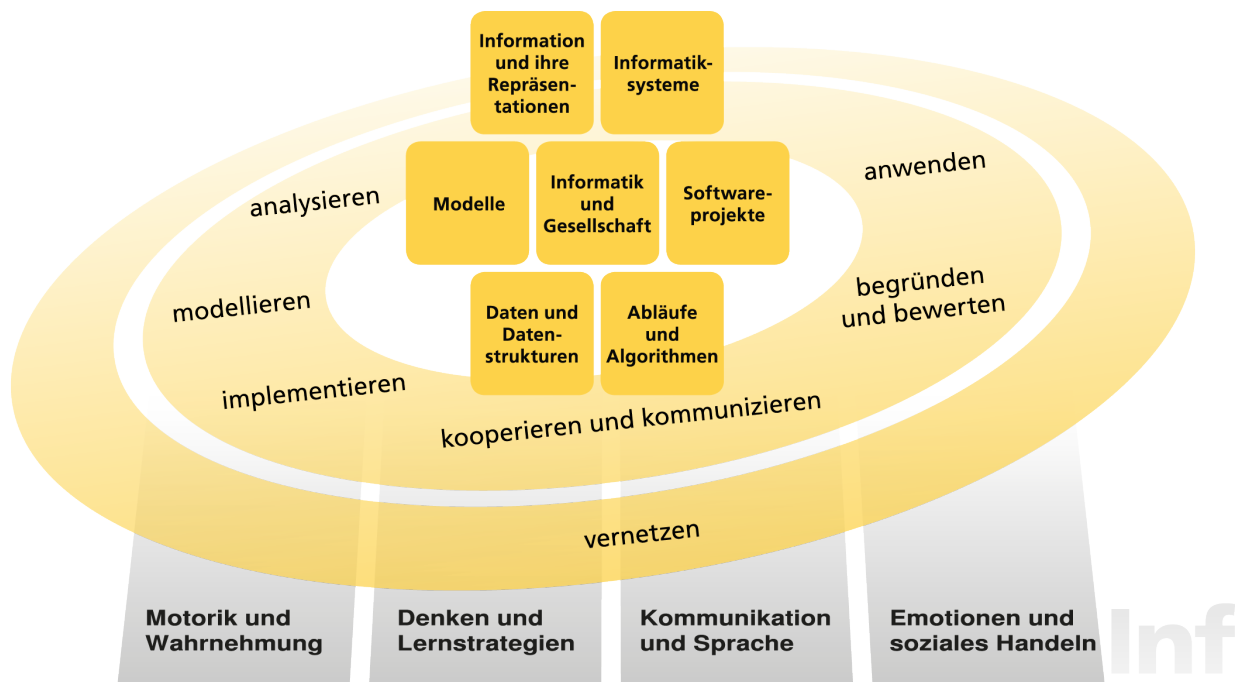 Information
und ihre
Repräsen-
tationen
Informatik-
systeme
Modelle
Informatik
und
Gesellschaft
Software-
projekte
Daten und
Daten-
strukturen
Abläufe
und
Algorithmen
analysieren
modellieren
implementieren
kooperieren und kommunizieren
anwenden
begründen
und bewerten
vernetzen
Motorik und
Wahrnehmung
Denken und
Lernstrategien
Kommunikation
und Sprache
Emotionen und
soziales Handeln
Inf